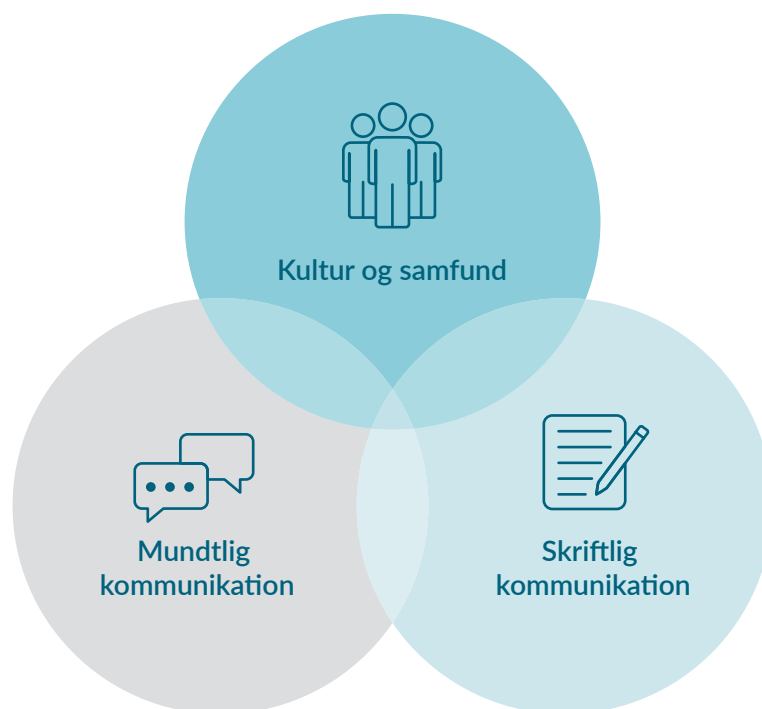 Kultur og samfund
Mundtlig
kommunikation
Skriftlig
kommunikation